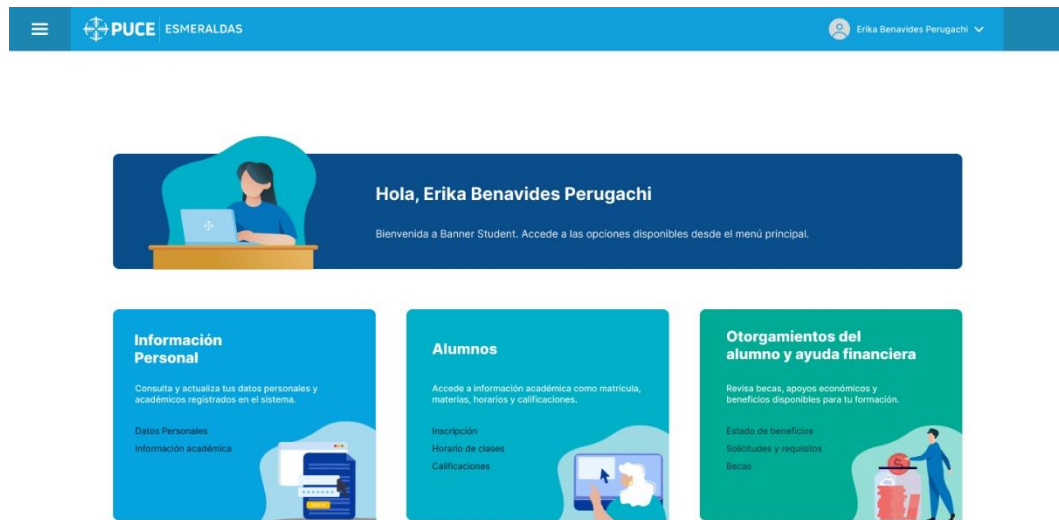 PUCE ESMERALDAS
Erika Benavides Perugachi
Hola, Erika Benavides Perugachi
Bienvenida a Banner Student. Accede a las opciones disponibles desde el menú principal.
Información
Personal
Consulta y actualiza tus datos personales y
académicos registrados en el sistema.
Datos Personales
Información académica
Alumnos
Accede a información académica como matrícula,
materias, horarios y calificaciones.
Inscripción
Horario de clases
Calificaciones
Otorgamientos del
alumno y ayuda financiera
Revisa becas, apoyos económicos y
beneficios disponibles para tu formación.
Estado de beneficios
Solicitudes y requisitos
Becas